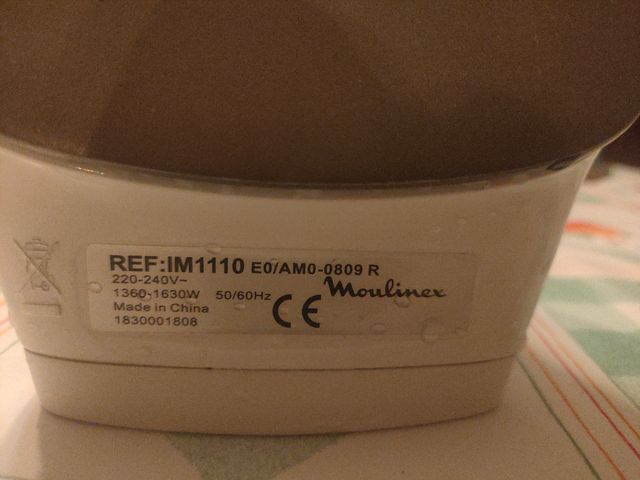 REF:IM1110 E0/AM0-0809 R
220-240V~
1360-1630W 50/60Hz
Made in China
1830001808
CE
Moulinex